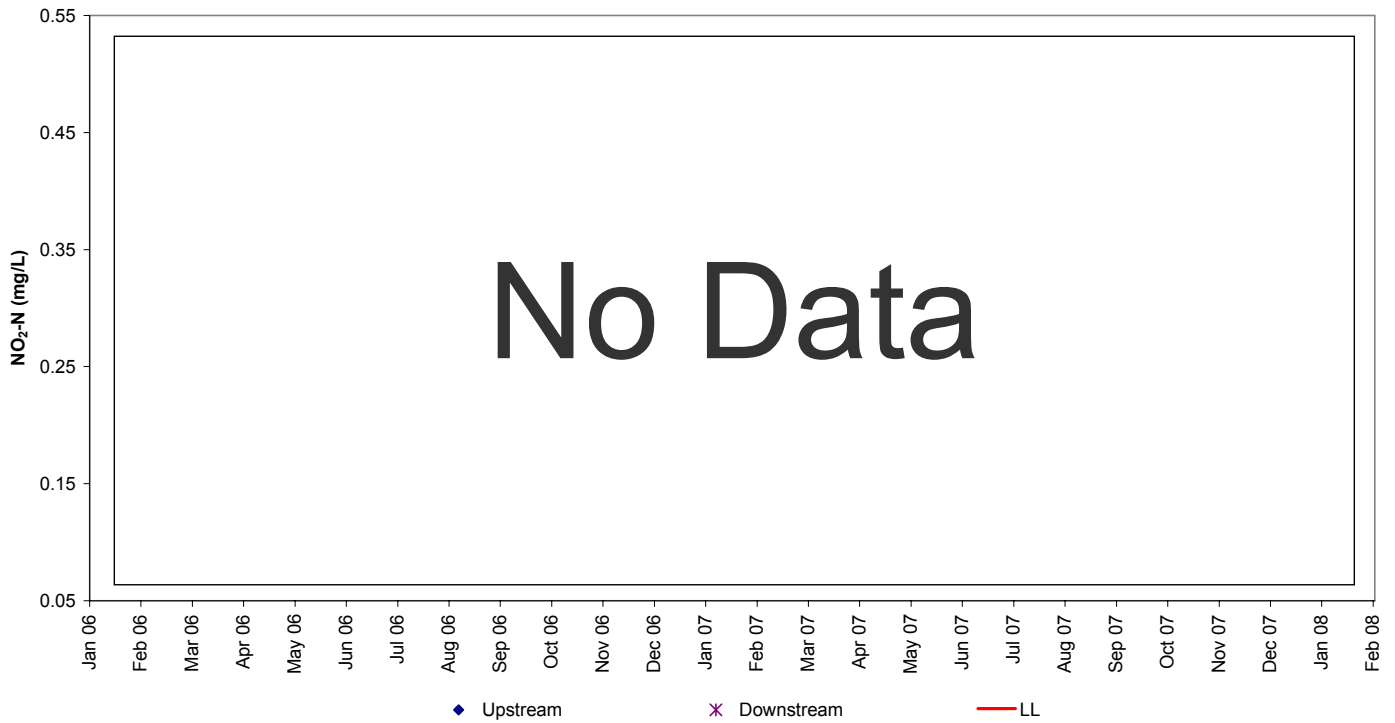 0.55
0.45
0.35
0.25
0.15
0.05
NO₂-N (mg/L)
No Data
Jan 06
Feb 06
Mar 06
Apr 06
May 06
Jun 06
Jul 06
Aug 06
Sep 06
Oct 06
Nov 06
Dec 06
Jan 07
Feb 07
Mar 07
Apr 07
May 07
Jun 07
Jul 07
Aug 07
Sep 07
Oct 07
Nov 07
Dec 07
Jan 08
Feb 08
Upstream
Downstream
LL